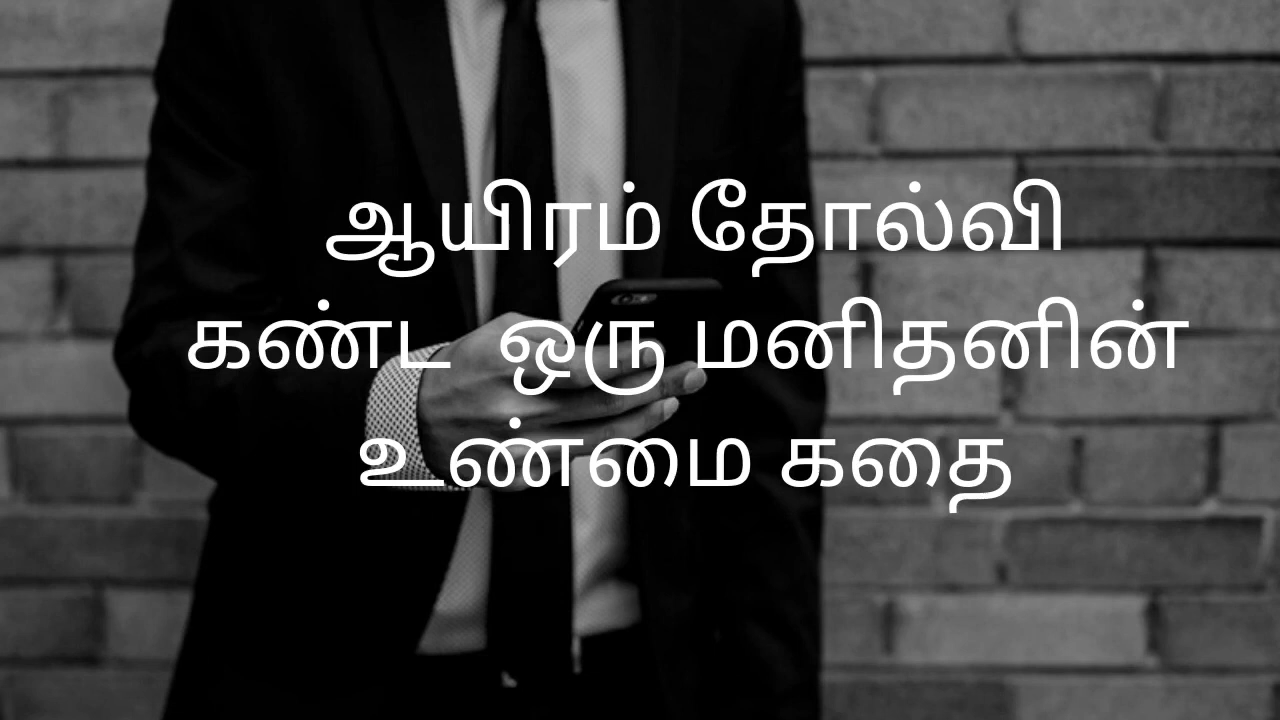 ஆயிரம் தோல்வி
கண்ட ஒரு மனிதனின்
உண்மை கதை